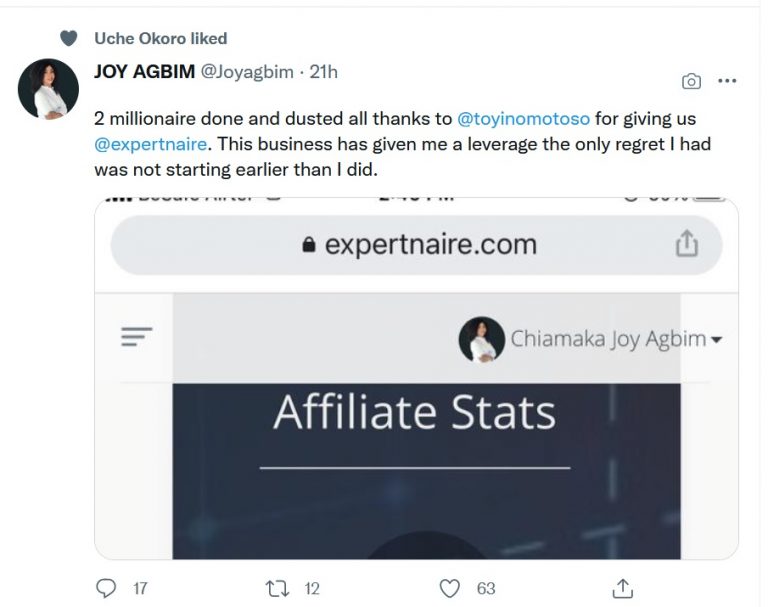 Uche Okoro liked
JOY AGBIM @Joyagbim · 21h
2 millionaire done and dusted all thanks to @toyinomotoso for giving us
@expertnaire. This business has given me a leverage the only regret I had
was not starting earlier than I did.
expertnaire.com
Chiamaka Joy Agbim
Affiliate Stats
17 12 63